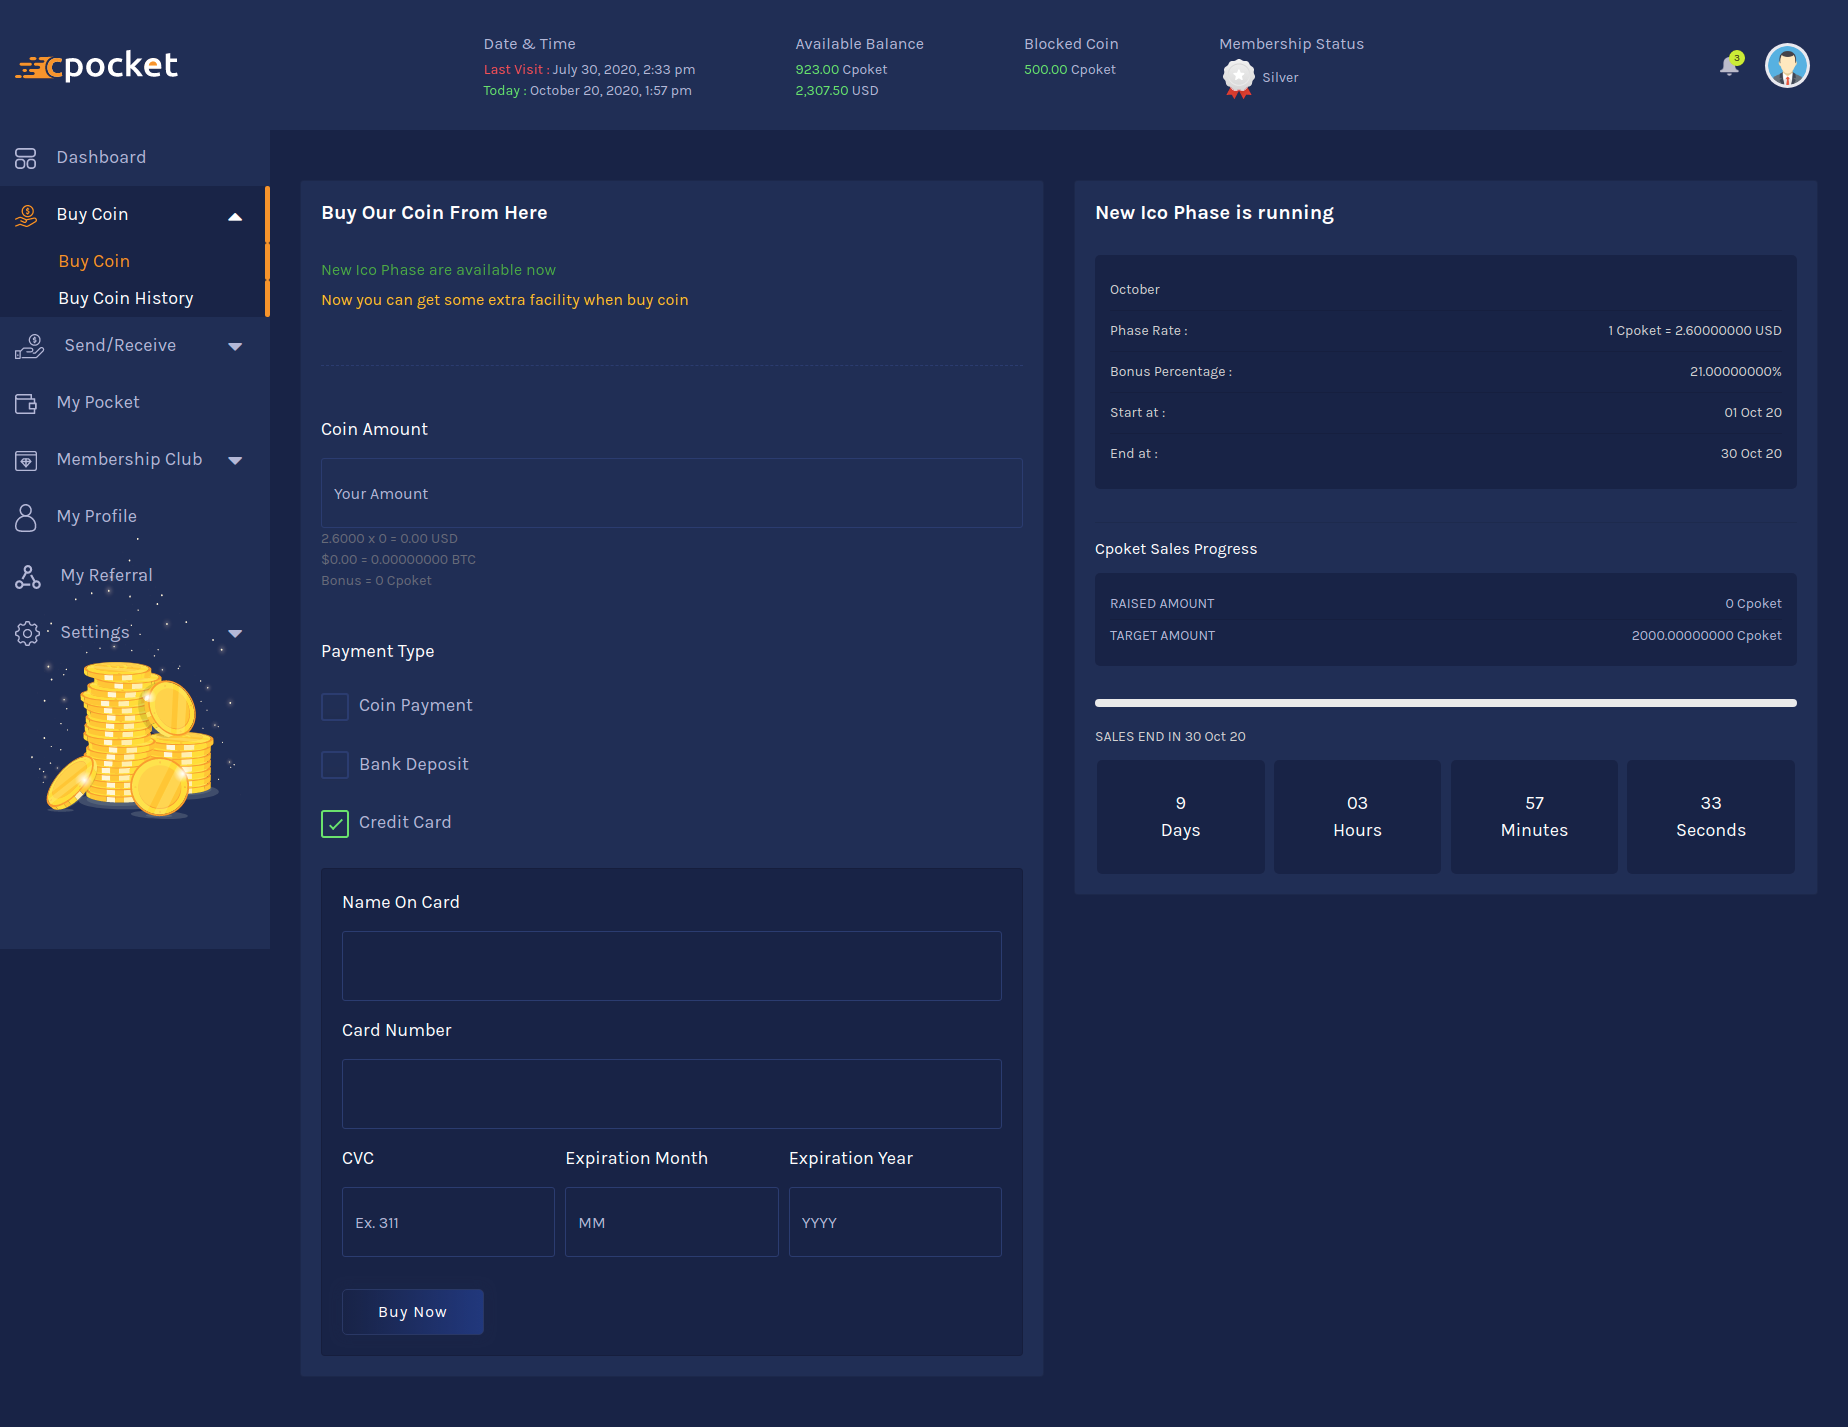 cpocket
Date & Time
Last Visit : July 30, 2020, 2:33 pm
Today : October 20, 2020, 1:57 pm
Available Balance
923.00 Cpoket
2,307.50 USD
Blocked Coin
500.00 Cpoket
Membership Status
Silver
3
Dashboard
Buy Coin
Buy Coin
Buy Coin History
Send/Receive
My Pocket
Membership Club
My Profile
My Referral
Settings
Buy Our Coin From Here
New Ico Phase are available now
Now you can get some extra facility when buy coin
Coin Amount
Your Amount
2.6000 x 0 = 0.00 USD
$0.00 = 0.00000000 BTC
Bonus = 0 Cpoket
Payment Type
Coin Payment
Bank Deposit
Credit Card
Name On Card
Card Number
CVC
Expiration Month
Expiration Year
Ex. 311
MM
YYYY
Buy Now
New Ico Phase is running
October
Phase Rate : 1 Cpoket = 2.60000000 USD
Bonus Percentage : 21.00000000%
Start at : 01 Oct 20
End at : 30 Oct 20
Cpoket Sales Progress
RAISED AMOUNT 0 Cpoket
TARGET AMOUNT 2000.00000000 Cpoket
SALES END IN 30 Oct 20
9 Days
03 Hours
57 Minutes
33 Seconds